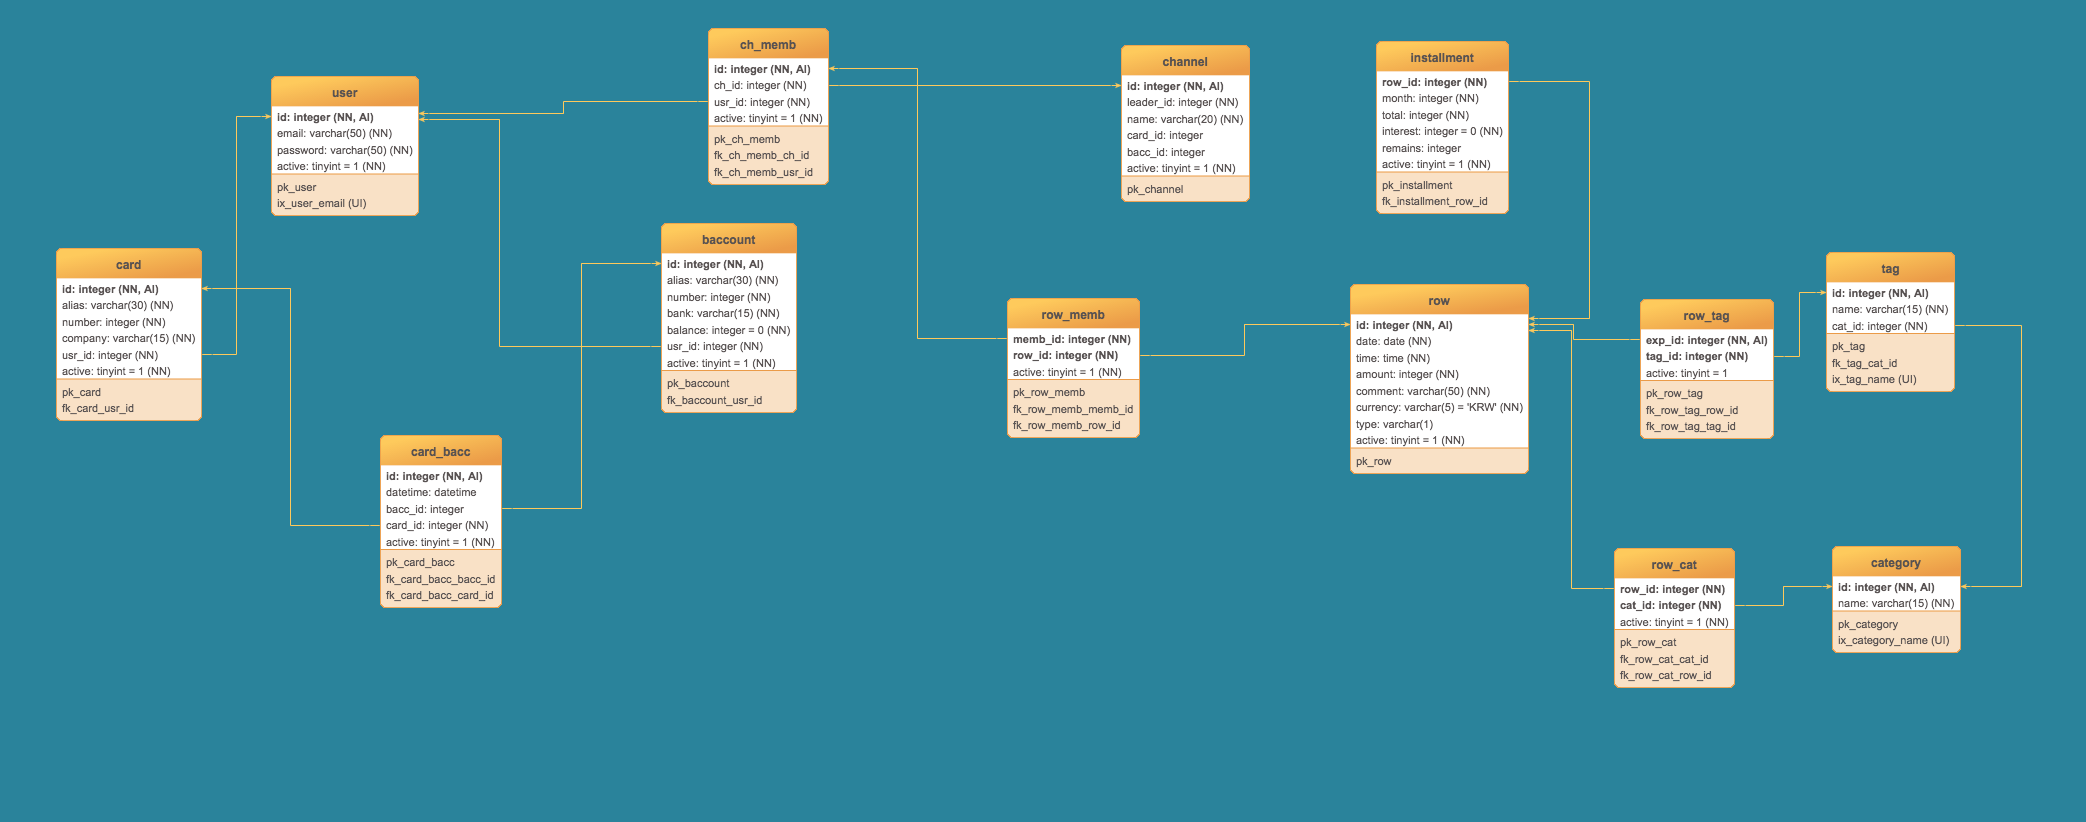 user
id: integer (NN, AI)
email: varchar(50) (NN)
password: varchar(50) (NN)
active: tinyint = 1 (NN)
pk_user
ix_user_email (UI)
card
id: integer (NN, AI)
alias: varchar(30) (NN)
number: integer (NN)
company: varchar(15) (NN)
usr_id: integer (NN)
active: tinyint = 1 (NN)
pk_card
fk_card_usr_id
card_bacc
id: integer (NN, AI)
datetime: datetime
bacc_id: integer
card_id: integer (NN)
active: tinyint = 1 (NN)
pk_card_bacc
fk_card_bacc_bacc_id
fk_card_bacc_card_id
ch_memb
id: integer (NN, AI)
ch_id: integer (NN)
usr_id: integer (NN)
active: tinyint = 1 (NN)
pk_ch_memb
fk_ch_memb_ch_id
fk_ch_memb_usr_id
baccount
id: integer (NN, AI)
alias: varchar(30) (NN)
number: integer (NN)
bank: varchar(15) (NN)
balance: integer = 0 (NN)
usr_id: integer (NN)
active: tinyint = 1 (NN)
pk_baccount
fk_baccount_usr_id
channel
id: integer (NN, AI)
leader_id: integer (NN)
name: varchar(20) (NN)
card_id: integer
bacc_id: integer
active: tinyint = 1 (NN)
pk_channel
row_memb
memb_id: integer (NN)
row_id: integer (NN)
active: tinyint = 1 (NN)
pk_row_memb
fk_row_memb_memb_id
fk_row_memb_row_id
installment
row_id: integer (NN)
month: integer (NN)
total: integer (NN)
interest: integer = 0 (NN)
remains: integer
active: tinyint = 1 (NN)
pk_installment
fk_installment_row_id
row
id: integer (NN, AI)
date: date (NN)
time: time (NN)
amount: integer (NN)
comment: varchar(50) (NN)
currency: varchar(5) = 'KRW' (NN)
type: varchar(1)
active: tinyint = 1 (NN)
pk_row
row_tag
exp_id: integer (NN, AI)
tag_id: integer (NN)
active: tinyint = 1
pk_row_tag
fk_row_tag_row_id
fk_row_tag_tag_id
tag
id: integer (NN, AI)
name: varchar(15) (NN)
cat_id: integer (NN)
pk_tag
fk_tag_cat_id
ix_tag_name (UI)
row_cat
row_id: integer (NN)
cat_id: integer (NN)
active: tinyint = 1 (NN)
pk_row_cat
fk_row_cat_cat_id
fk_row_cat_row_id
category
id: integer (NN, AI)
name: varchar(15) (NN)
pk_category
ix_category_name (UI)